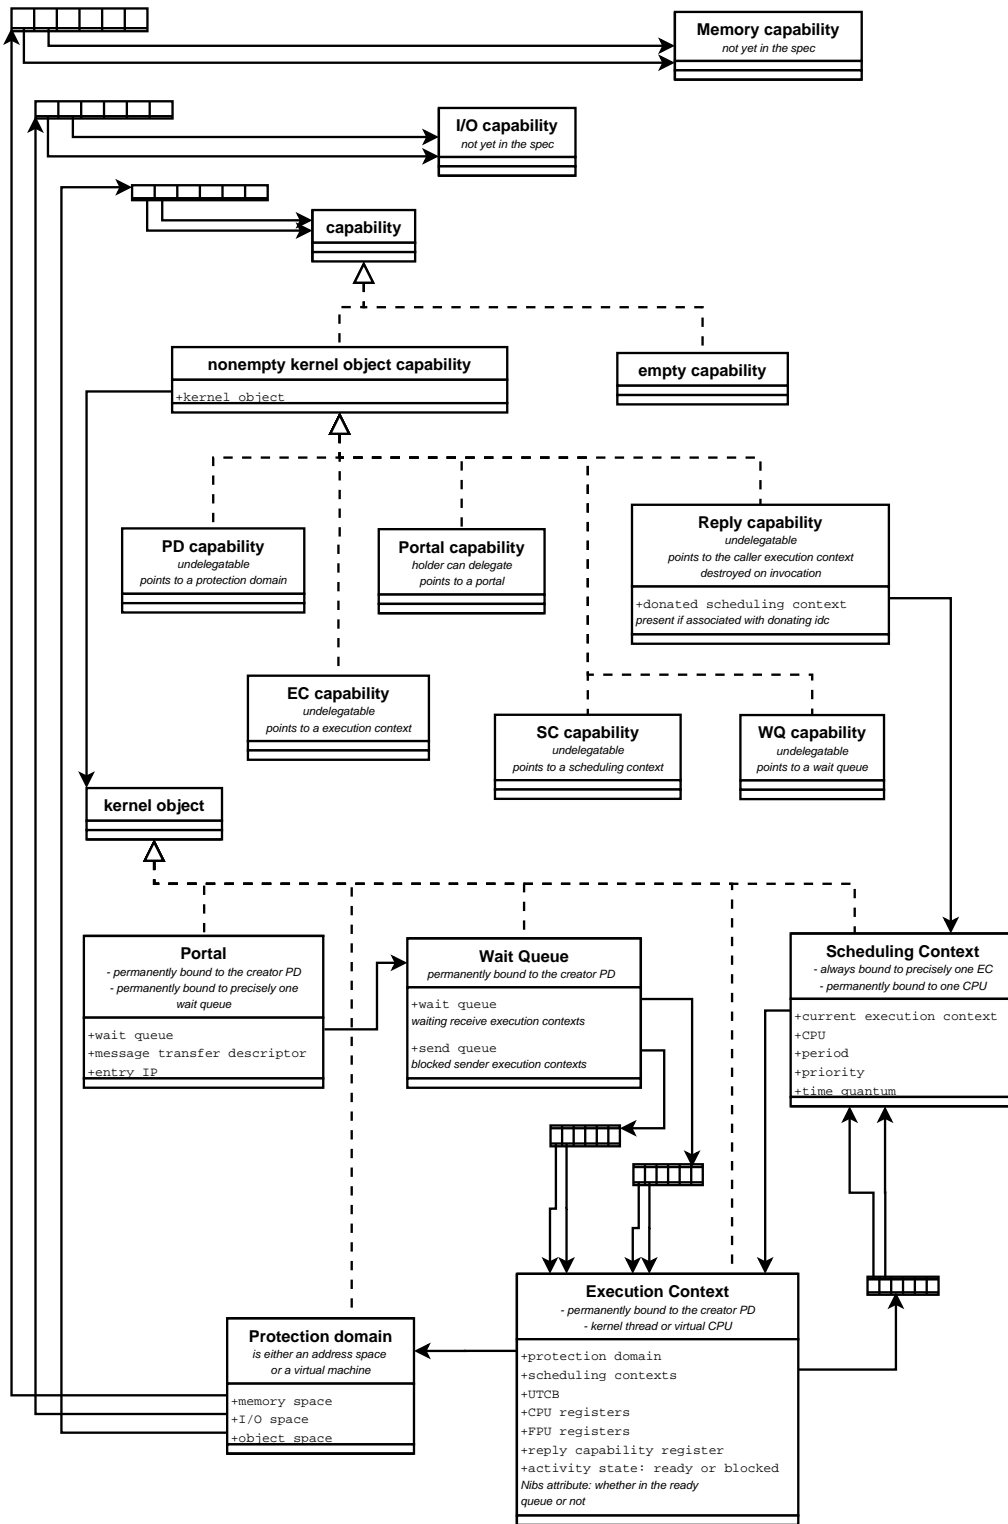 Memory capability
not yet in the spec
I/O capability
not yet in the spec
capability
nonempty kernel object capability
+kernel object
empty capability
PD capability
undelegatable
points to a protection domain
Portal capability
holder can delegate
points to a portal
Reply capability
undelegatable
points to the caller execution context
destroyed on invocation
+donated scheduling context
present if associated with donating idc
EC capability
undelegatable
points to a execution context
SC capability
undelegatable
points to a scheduling context
WQ capability
undelegatable
points to a wait queue
kernel object
Portal
- permanently bound to the creator PD
- permanently bound to precisely one
wait queue
+wait queue
+message transfer descriptor
+entry IP
Wait Queue
permanently bound to the creator PD
+wait queue
waiting receive execution contexts
+send queue
blocked sender execution contexts
Scheduling Context
- always bound to precisely one EC
- permanently bound to one CPU
+current execution context
+CPU
+period
+priority
+time quantum
Execution Context
- permanently bound to the creator PD
- kernel thread or virtual CPU
+protection domain
+scheduling contexts
+UTCB
+CPU registers
+FPU registers
+reply capability register
+activity state: ready or blocked
Nibs attribute: whether in the ready
queue or not
Protection domain
is either an address space
or a virtual machine
+memory space
+I/O space
+object space